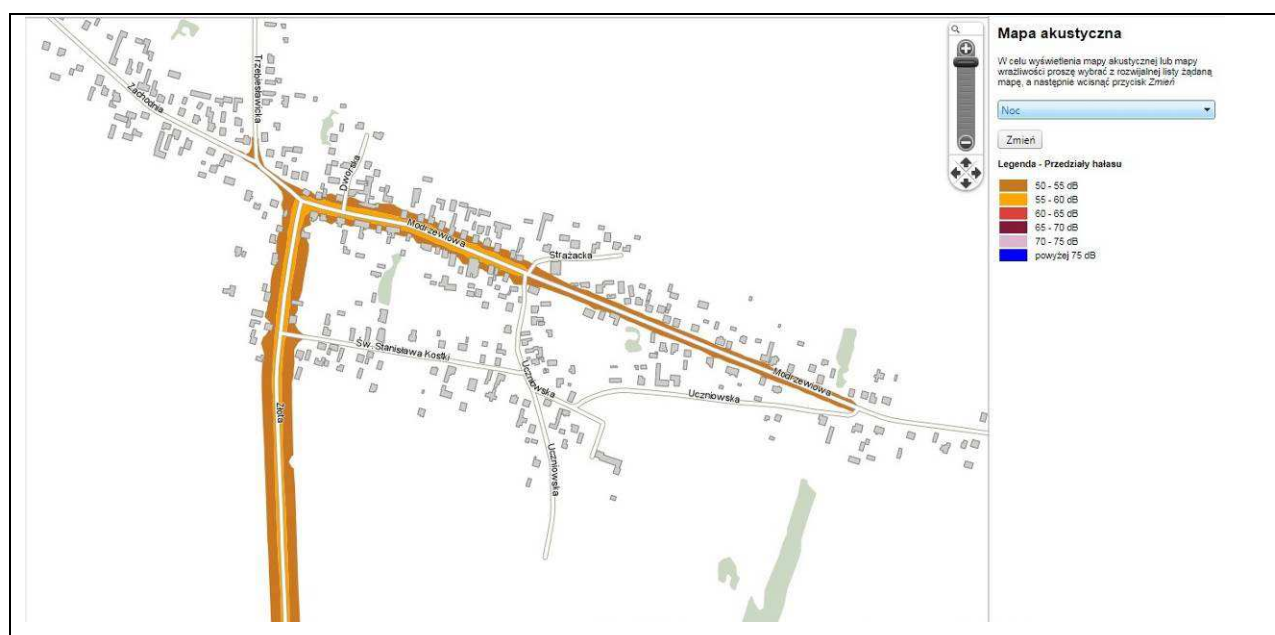 Mapa akustyczna
W celu wyświetlenia mapy akustycznej lub mapy
wrażliwości proszę wybrać z rozwijalnej listy żądaną
mapę, a następnie wcisnąć przycisk Zmień
Noc
Zmień
Legenda - Przedziały hałasu
50 - 55 dB
55 - 60 dB
60 - 65 dB
65 - 70 dB
70 - 75 dB
powyżej 75 dB
Zachodnia
Trzebiesławicka
Dworska
Modrzewiowa
Strażacka
Św. Stanisława Kostki
Uczniowska
Uczniowska
Modrzewiowa
Złota
Uczniowska